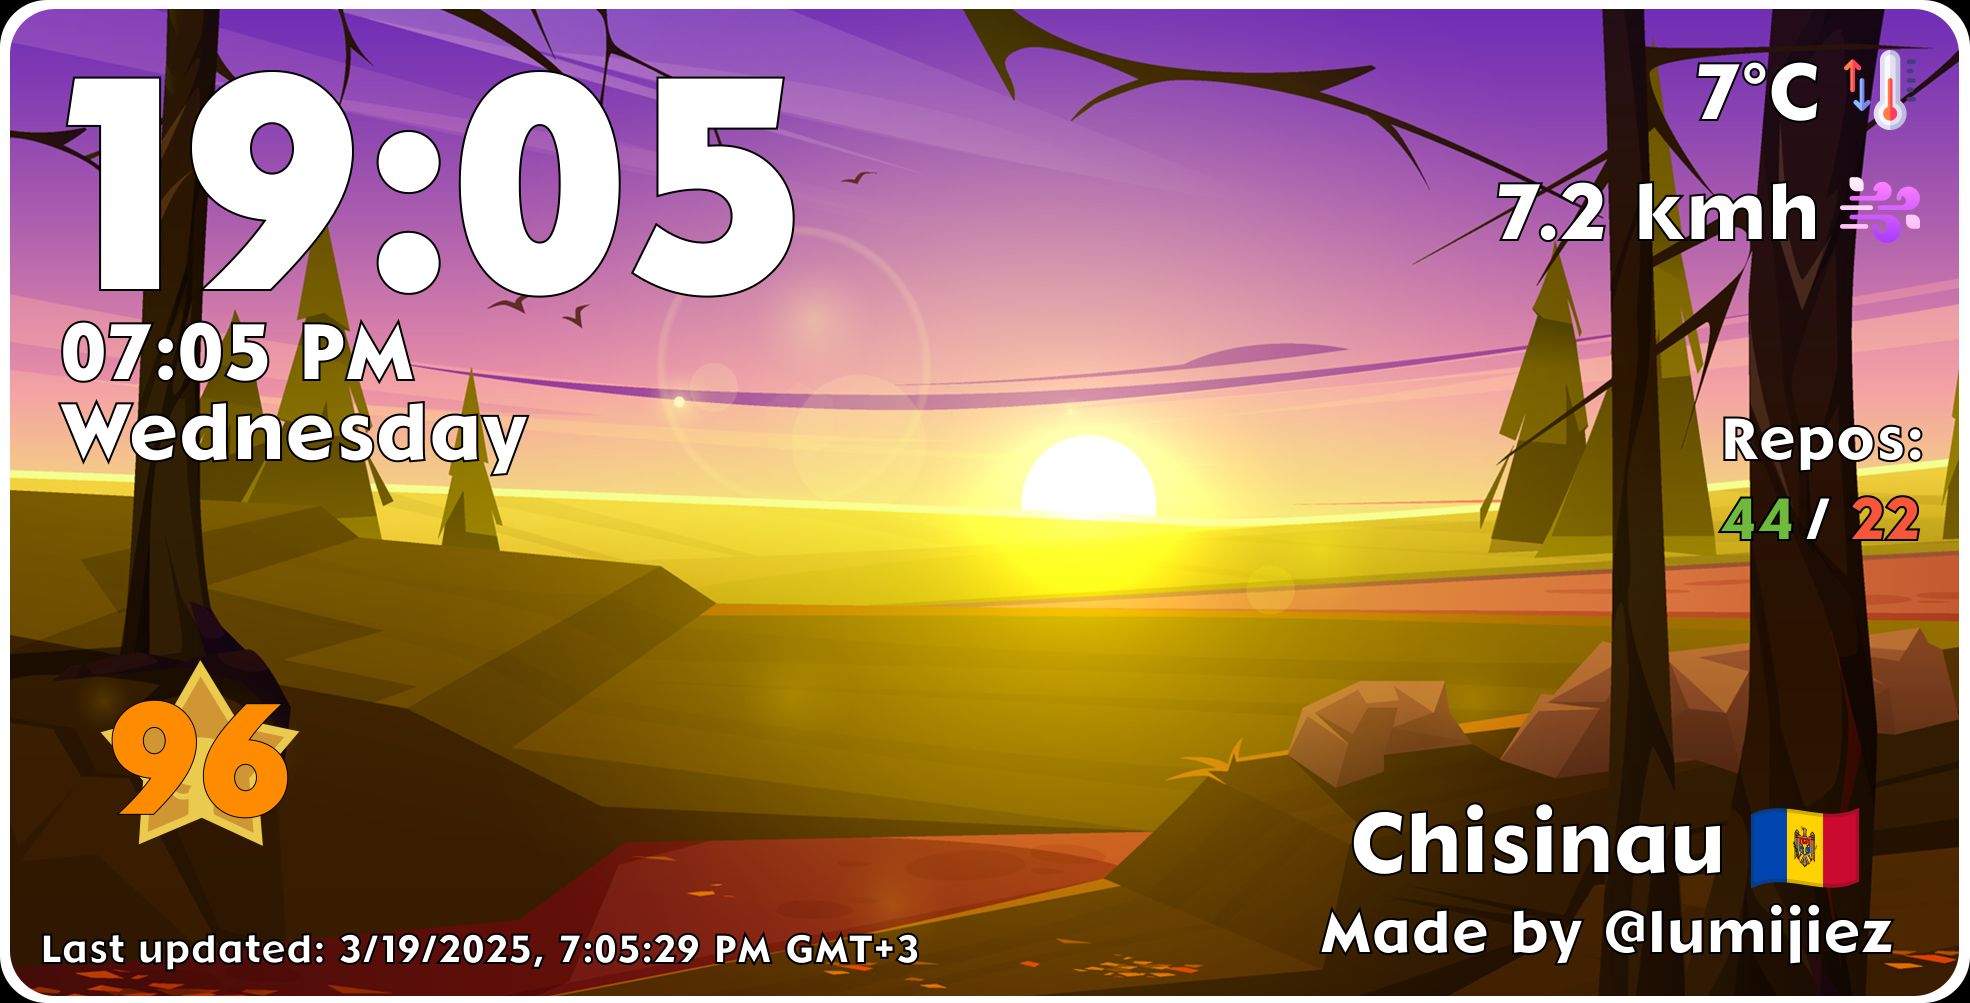 19:05
07:05 PM
Wednesday
7°C
7.2 kmh
Repos:
44 / 22
96
Chisinau
Made by @lumijiez
Last updated: 3/19/2025, 7:05:29 PM GMT+3